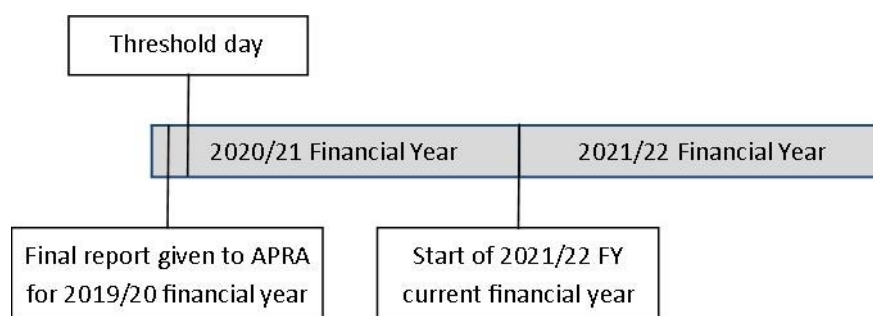 Threshold day
2020/21 Financial Year
2021/22 Financial Year
Final report given to APRA
for 2019/20 financial year
Start of 2021/22 FY
current financial year